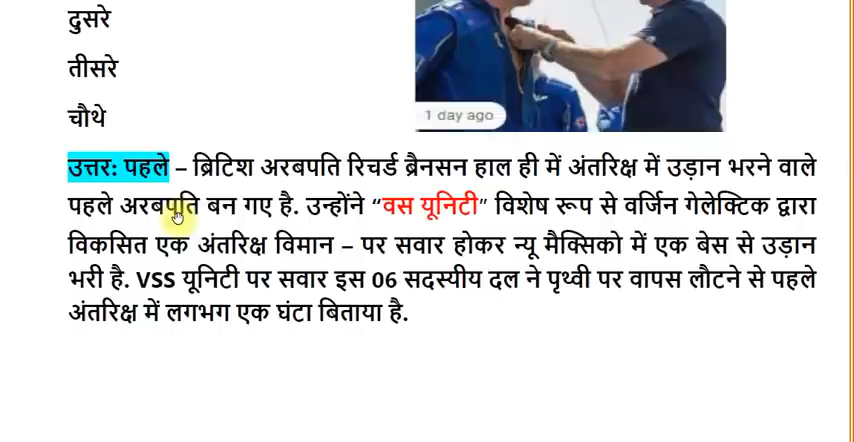 दुसरे
1 day ago
तीसरे
चौथे
उत्तर: पहले – ब्रिटिश अरबपति रिचर्ड ब्रैनसन हाल ही में अंतरिक्ष में उड़ान भरने वाले
पहले अरबपति बन गए है. उन्होंने “वस यूनिटी” विशेष रूप से वर्जिन गेलेक्टिक द्वारा
विकसित एक अंतरिक्ष विमान – पर सवार होकर न्यू मैक्सिको में एक बेस से उड़ान
भरी है. VSS यूनिटी पर सवार इस 06 सदस्यीय दल ने पृथ्वी पर वापस लौटने से पहले
अंतरिक्ष में लगभग एक घंटा बिताया है.